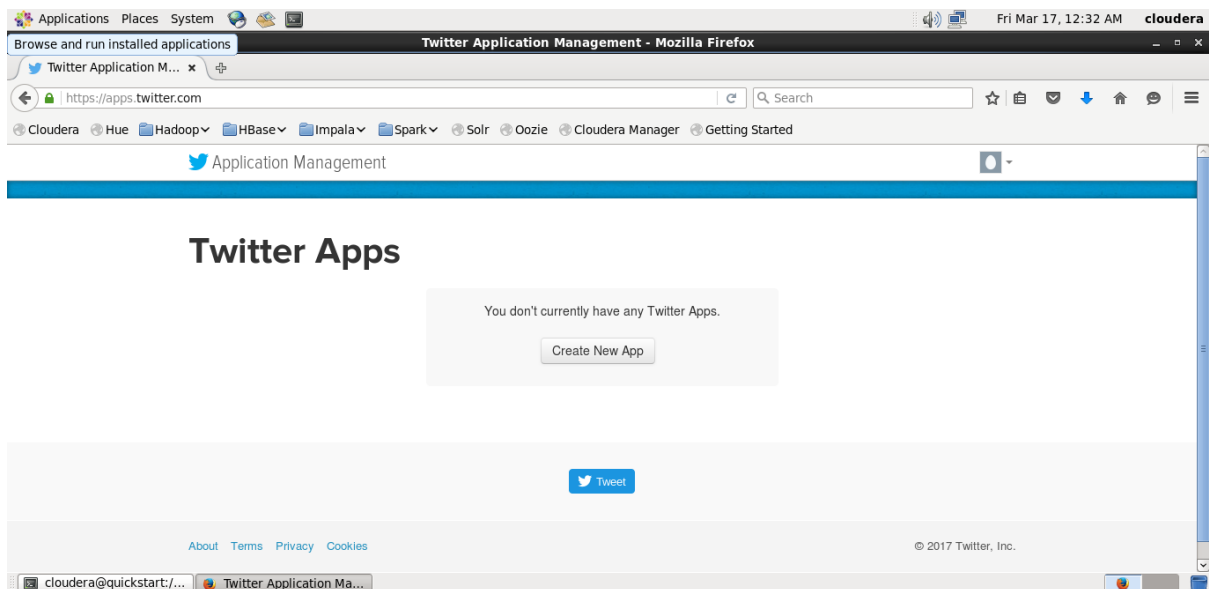 Applications Places System Fri Mar 17, 12:32 AM cloudera
Browse and run installed applications Twitter Application Management - Mozilla Firefox
Twitter Application M...
https://apps.twitter.com Search
Cloudera Hue Hadoop HBase Impala Spark Solr Oozie Cloudera Manager Getting Started
Application Management
Twitter Apps
You don't currently have any Twitter Apps.
Create New App
Tweet
About Terms Privacy Cookies © 2017 Twitter, Inc.
cloudera@quickstart:/... Twitter Application Ma...